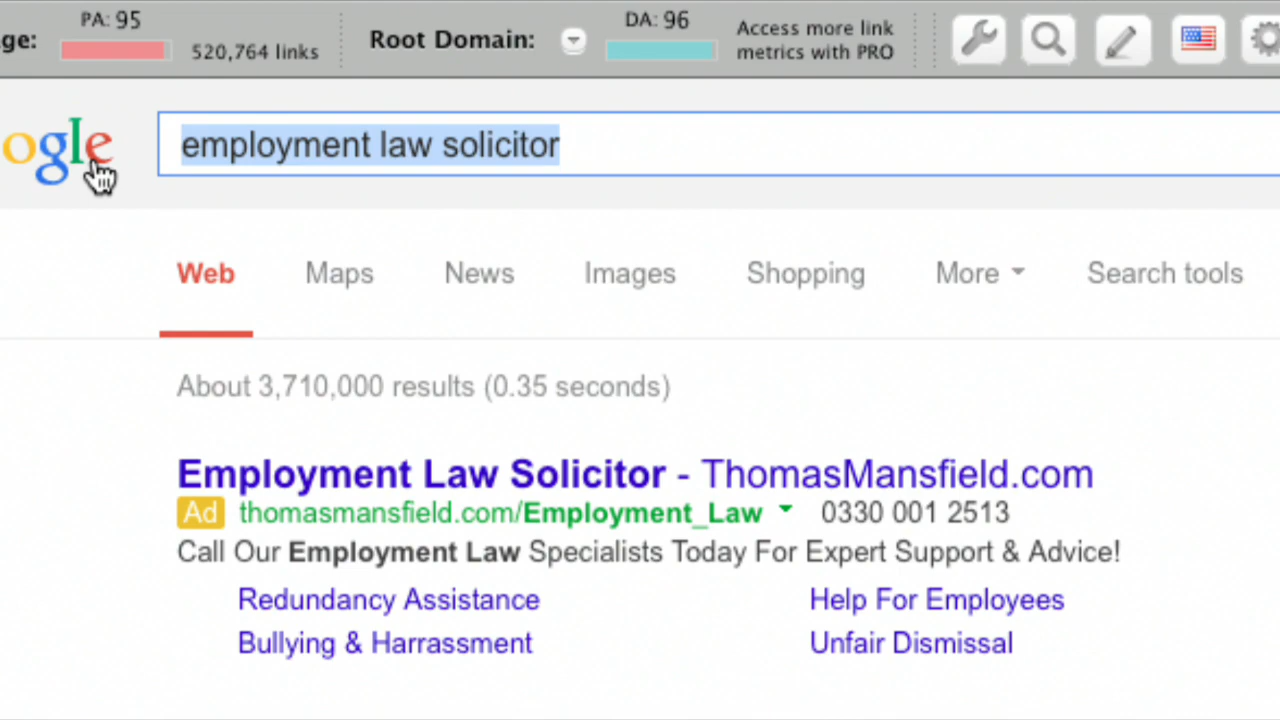 ge:
PA: 95
520,764 links
Root Domain:
DA: 96
Access more link
metrics with PRO
ogle
employment law solicitor
Web Maps News Images Shopping More Search tools
About 3,710,000 results (0.35 seconds)
Employment Law Solicitor - ThomasMansfield.com
Ad thomasmansfield.com/Employment_Law 0330 001 2513
Call Our Employment Law Specialists Today For Expert Support & Advice!
Redundancy Assistance Help For Employees
Bullying & Harrassment Unfair Dismissal